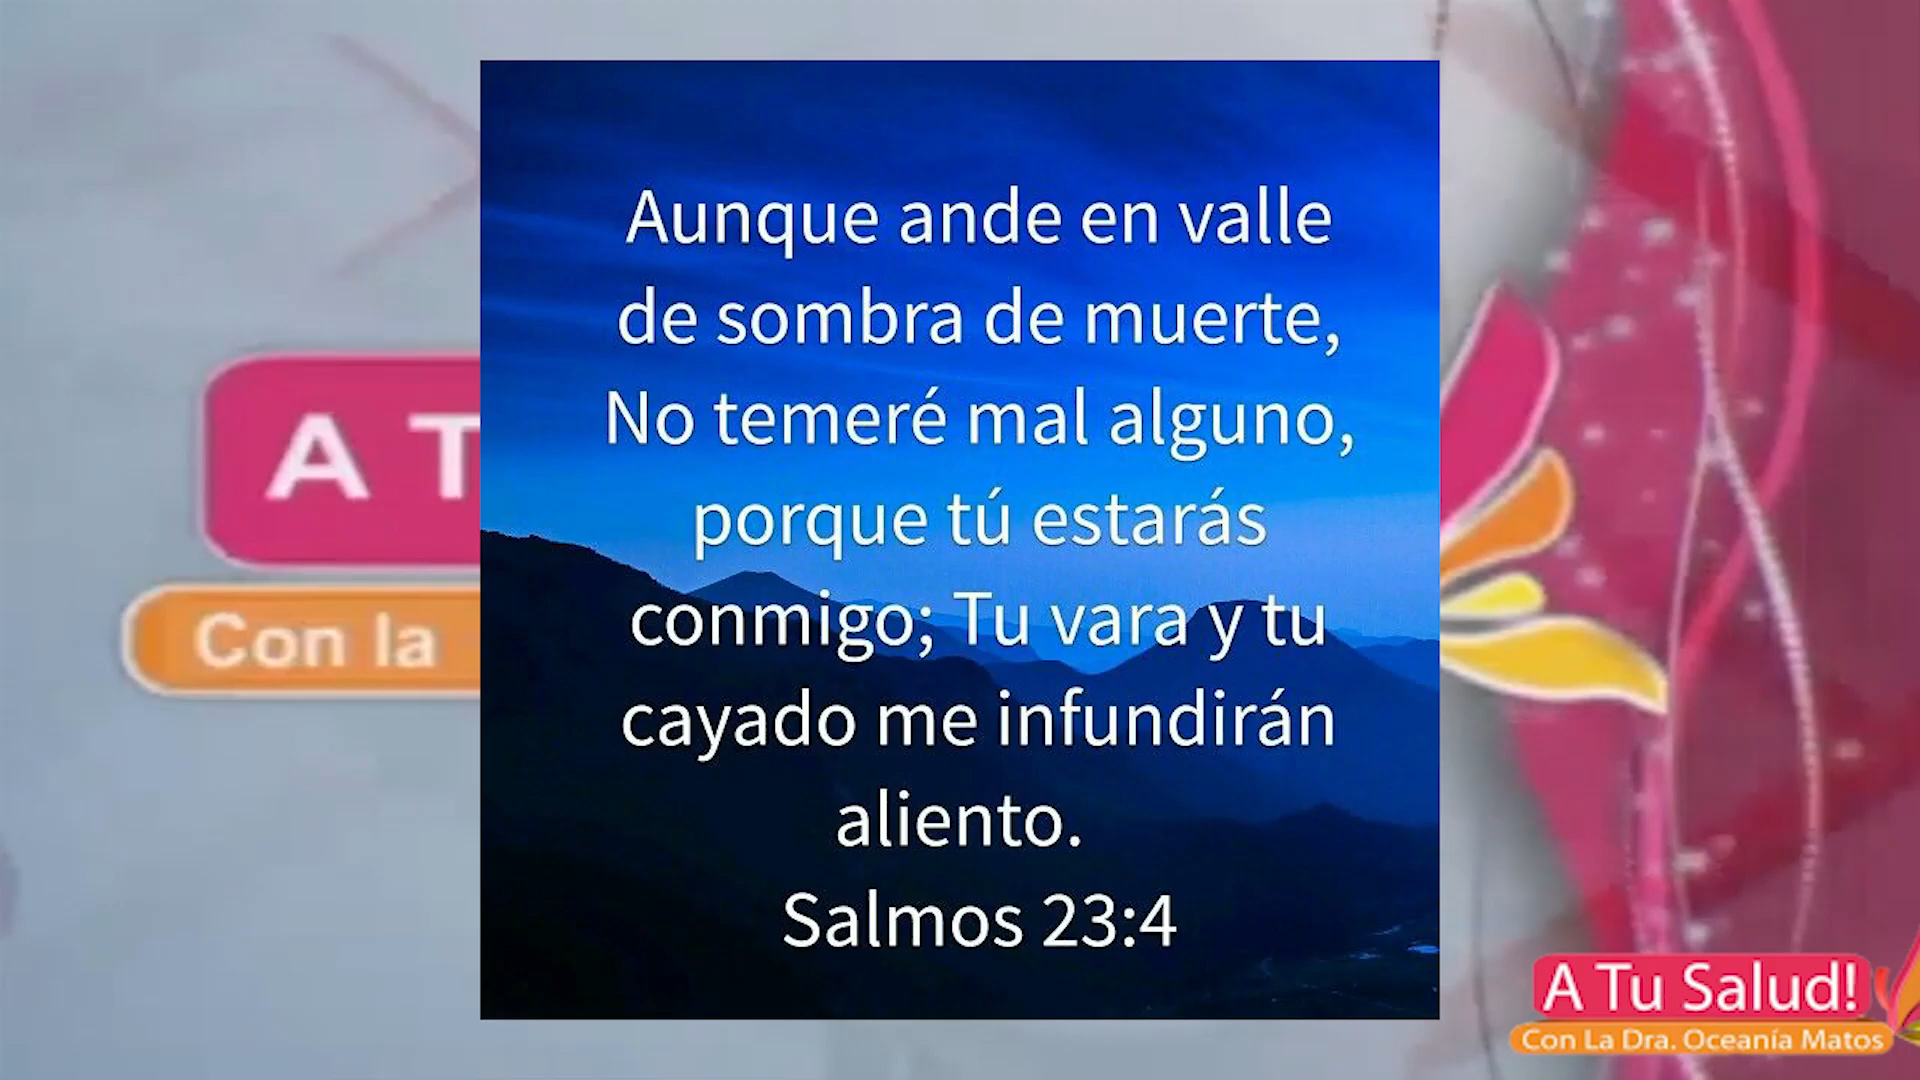 Aunque ande en valle
de sombra de muerte,
No temeré mal alguno,
porque tú estarás
conmigo; Tu vara y tu
cayado me infundirán
aliento.
Salmos 23:4
A T
Con la
A Tu Salud!
Con La Dra. Oceanía Matos